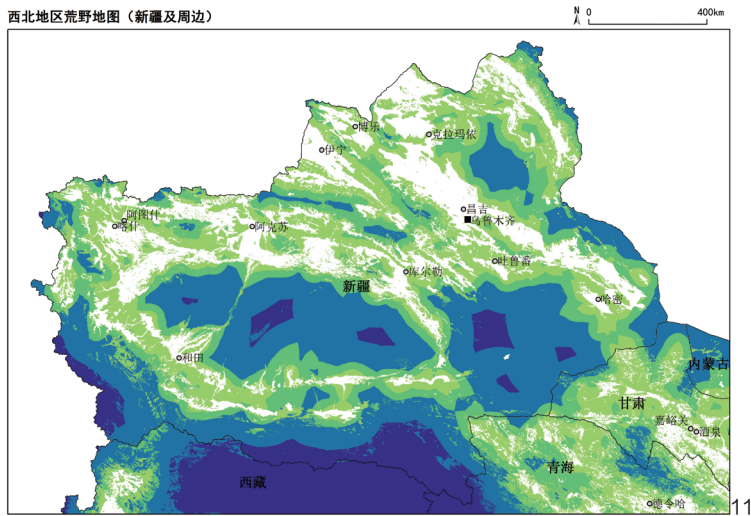 西北地区荒野地图（新疆及周边）
N
0
400km
博乐
克拉玛依
伊宁
昌吉
乌鲁木齐
阿图什
喀什
阿克苏
吐鲁番
库尔勒
新疆
哈密
和田
内蒙古
甘肃
嘉峪关
酒泉
青海
西藏
德令哈
11